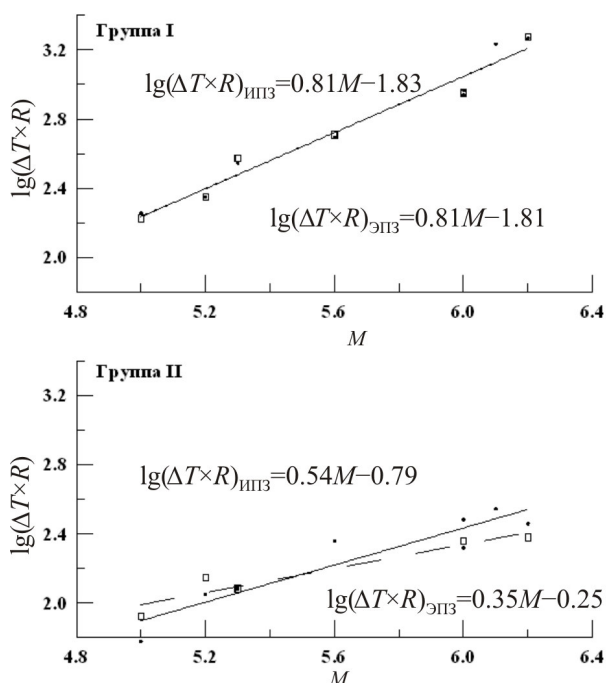 Группа I
3.2
lg(ΔT×R)ИПЗ=0.81M−1.83
2.8
lg(ΔT×R)
2.4
lg(ΔT×R)ЭПЗ=0.81M−1.81
2.0
4.8 5.2 5.6 6.0 6.4
M
Группа II
3.2
lg(ΔT×R)ИПЗ=0.54M−0.79
2.8
lg(ΔT×R)
2.4
2.0
lg(ΔT×R)ЭПЗ=0.35M−0.25
4.8 5.2 5.6 6.0 6.4
M